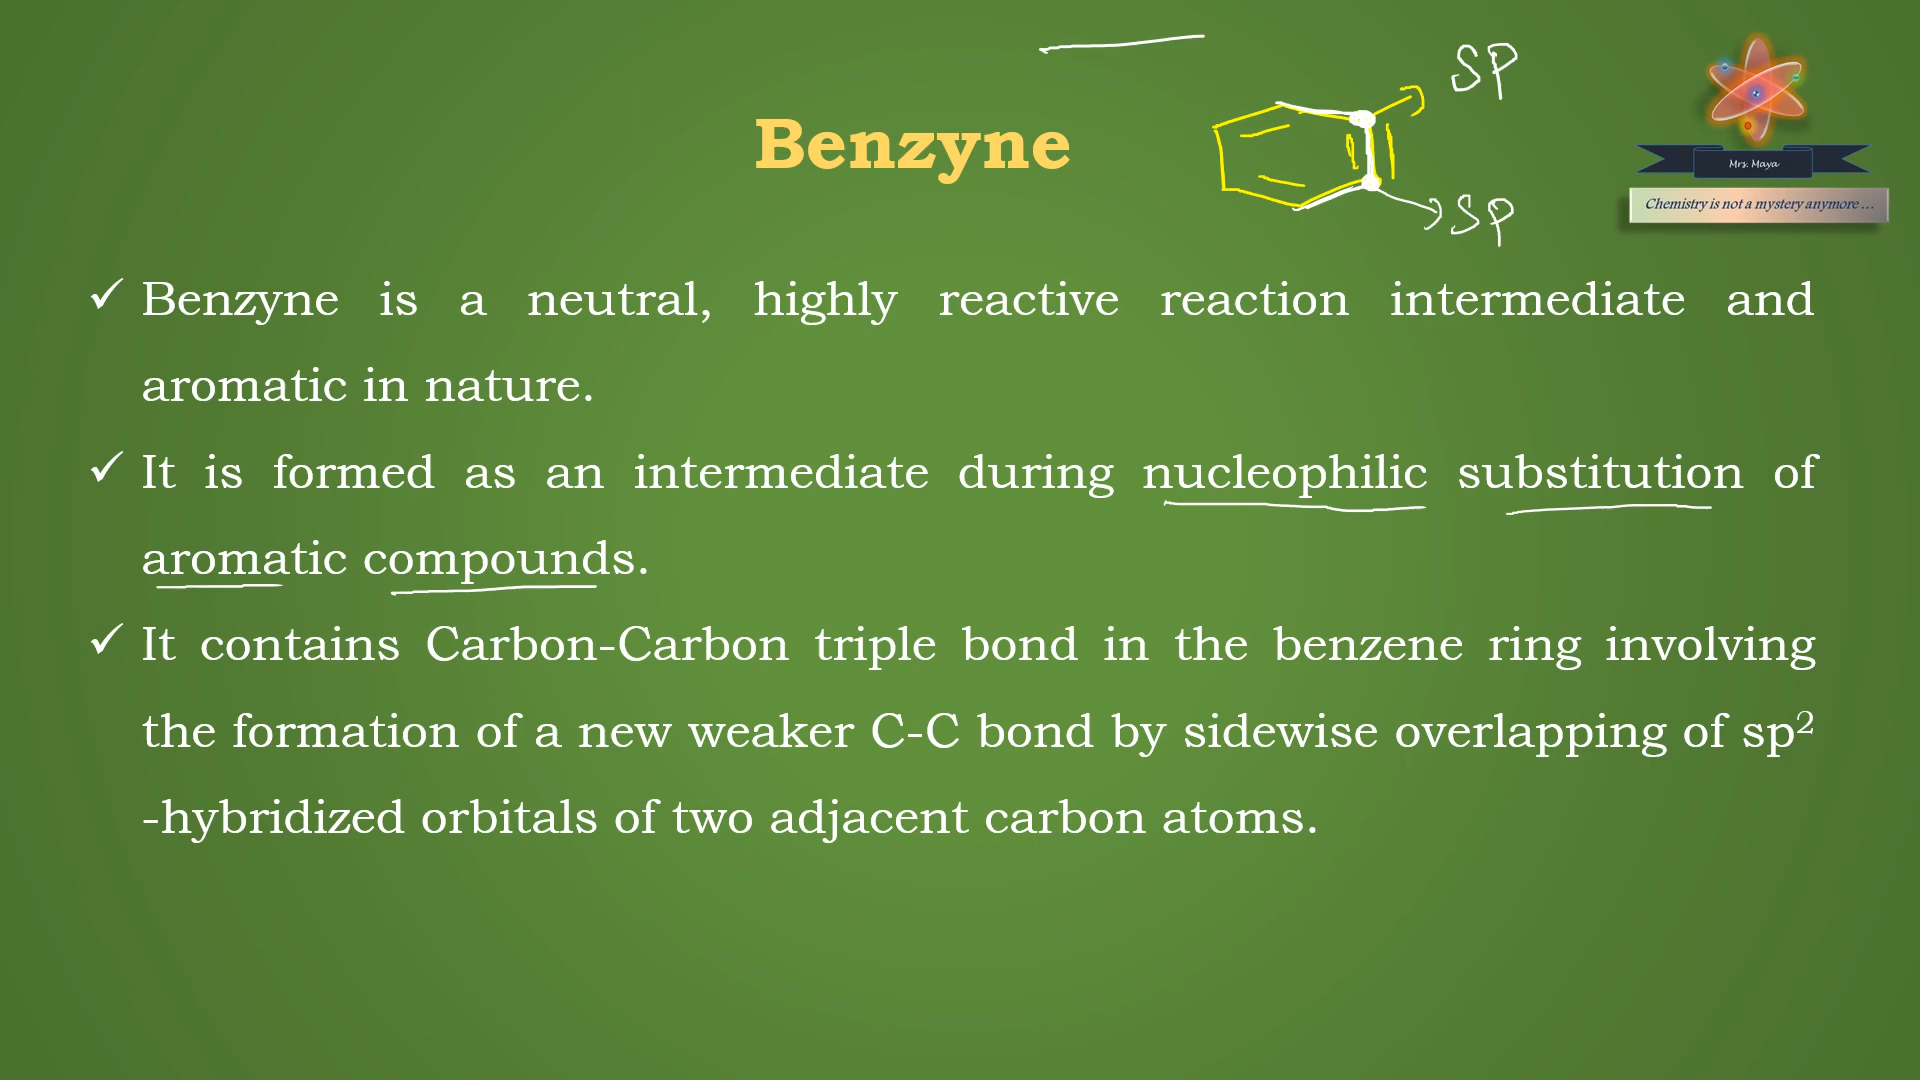 SP
Benzyne
Mrs. Maya
Chemistry is not a mystery anymore ...
SP
✓ Benzyne is a neutral, highly reactive reaction intermediate and
aromatic in nature.
✓ It is formed as an intermediate during nucleophilic substitution of
aromatic compounds.
✓ It contains Carbon-Carbon triple bond in the benzene ring involving
the formation of a new weaker C-C bond by sidewise overlapping of sp²
-hybridized orbitals of two adjacent carbon atoms.